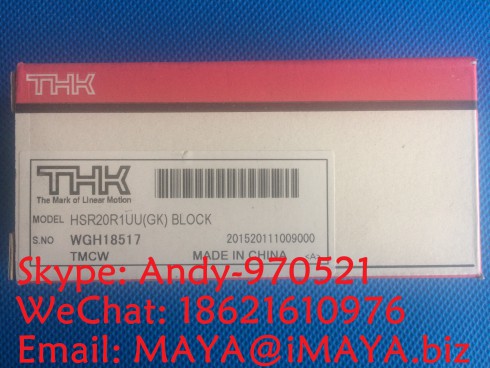 THK
THK
The Mark of Linear Motion
MODEL HSR20R1UU(GK) BLOCK
S.NO WGH18517 201520111009000
TMCW MADE IN CHINA <A>
Skype: Andy-970521
WeChat: 18621610976
Email: MAYA@iMAYA.biz